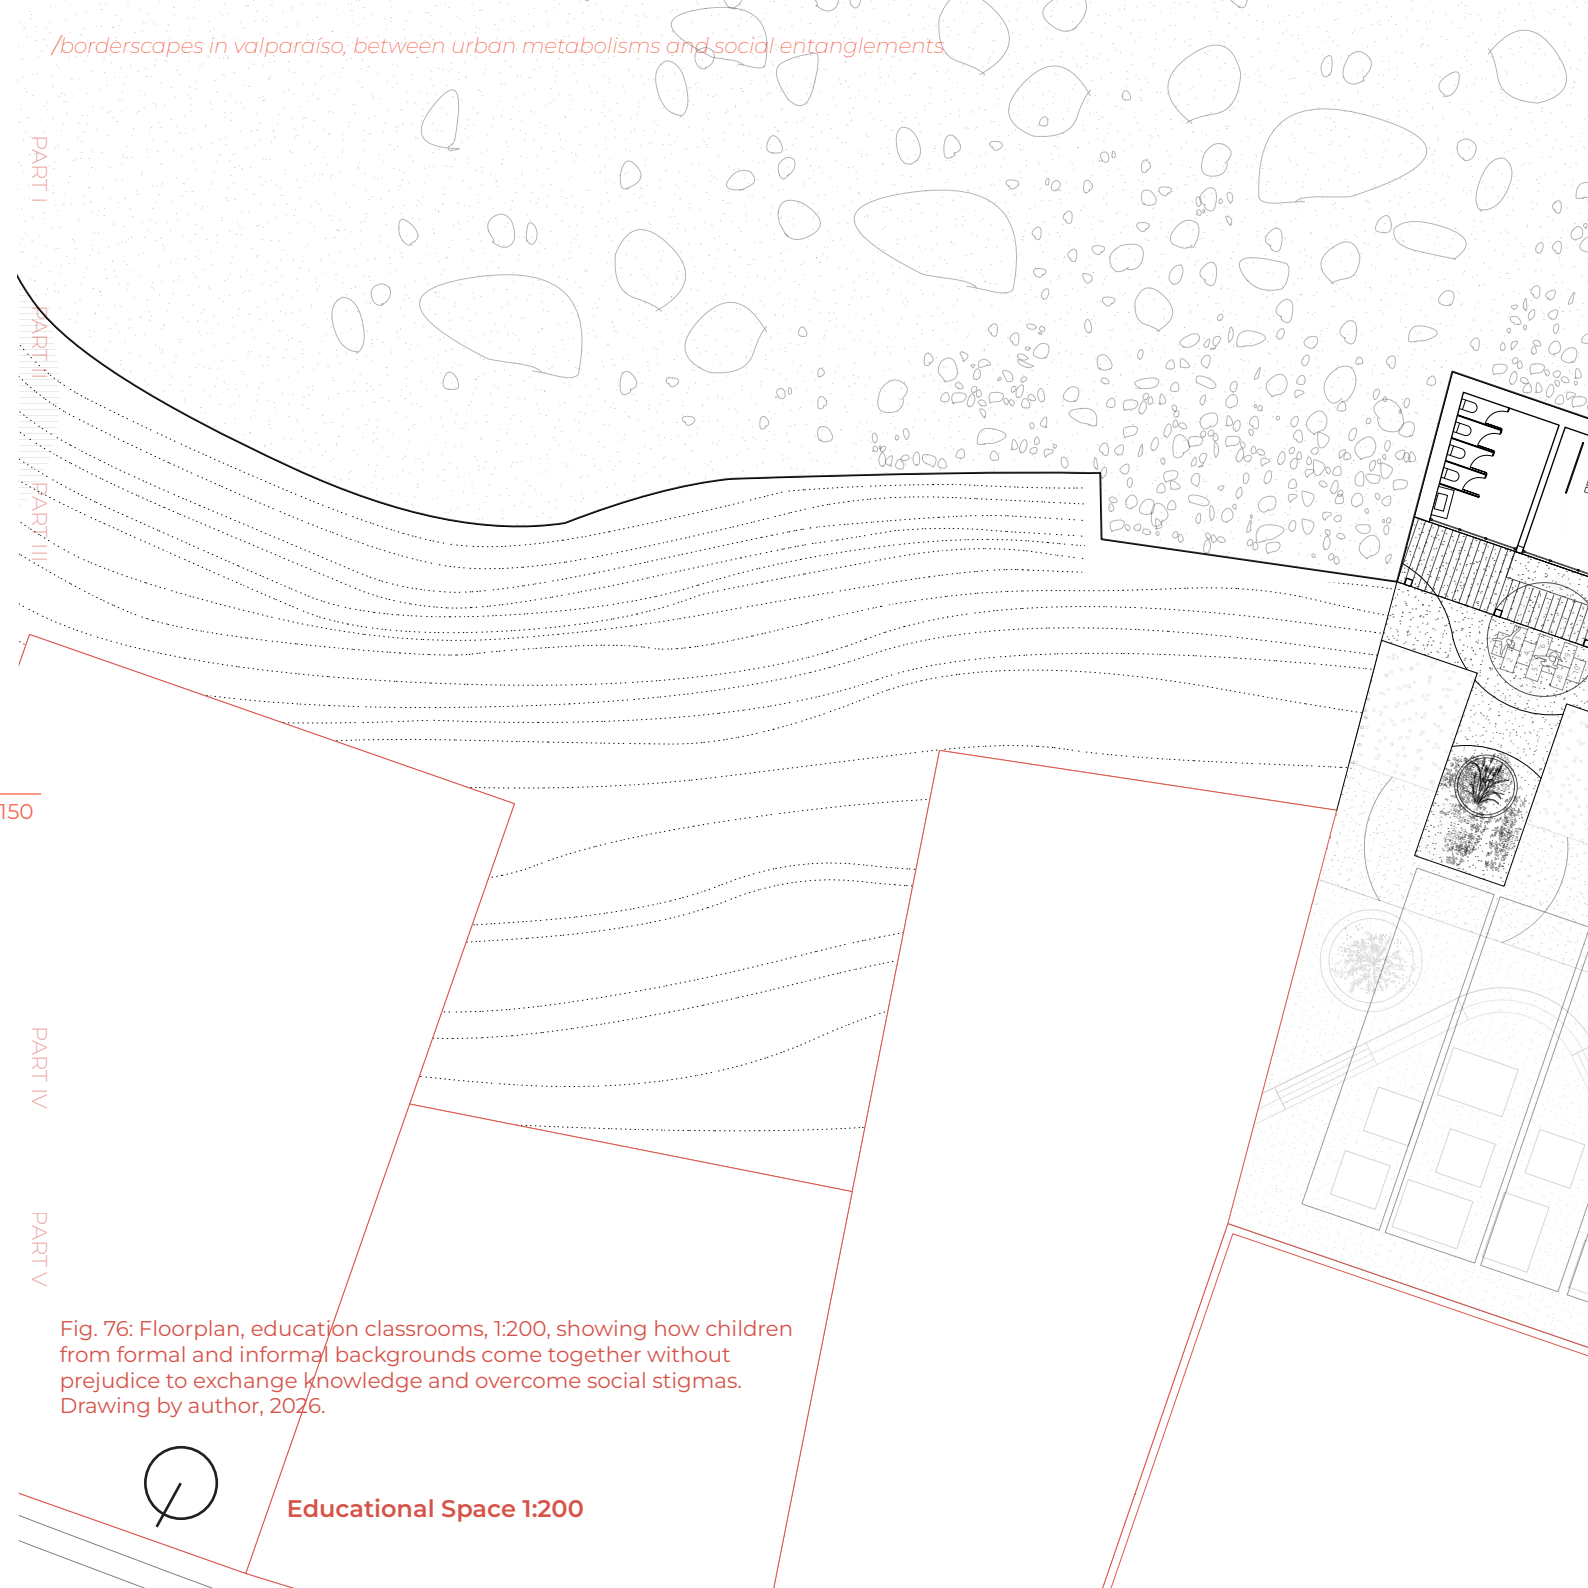 /borderscapes in valparaíso, between urban metabolisms and social entanglements
PART I
PART II
PART III
150
PART IV
PART V
Fig. 76: Floorplan, education classrooms, 1:200, showing how children
from formal and informal backgrounds come together without
prejudice to exchange knowledge and overcome social stigmas.
Drawing by author, 2026.
Educational Space 1:200